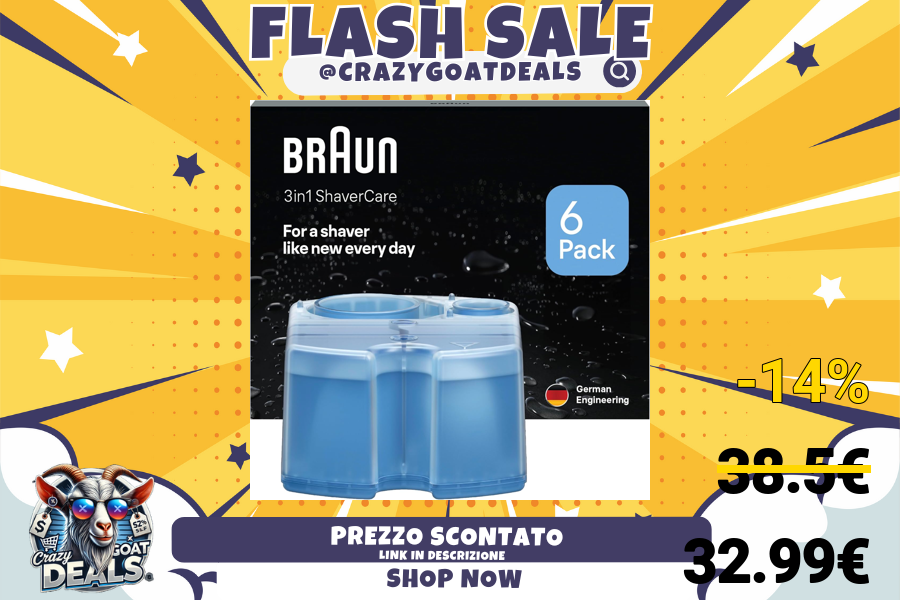 FLASH SALE
@CRAZYGOATDEALS
BRAUN
3in1 ShaverCare
For a shaver
like new every day
6
Pack
German
Engineering
-14%
38.5€
PREZZO SCONTATO
LINK IN DESCRIZIONE
SHOP NOW
32.99€
$
52%
Crazy
GOAT
DEALS